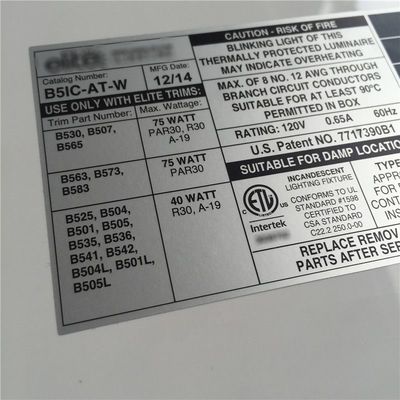 Catalog Number:
MFG Date:
B5IC-AT-W
12/14
USE ONLY WITH ELITE TRIMS:
Trim Part Number:
Max. Wattage:
B530, B507,
B565
75 WATT
PAR30, R30
A-19
B563, B573,
B583
75 WATT
PAR30
B525, B504,
B501, B505,
B535, B536,
B541, B542,
B504L, B501L,
B505L
40 WATT
R30, A-19
CAUTION - RISK OF FIRE
BLINKING LIGHT OF THIS
THERMALLY PROTECTED LUMINAIRE
MAY INDICATE OVERHEATING
MAX. OF 8 NO. 12 AWG THROUGH
BRANCH CIRCUIT CONDUCTORS
SUITABLE FOR AT LEAST 90°C
PERMITTED IN BOX
RATING: 120V 0.65A 60Hz
U.S. Patent NO. 7717390B1
SUITABLE FOR DAMP LOCATIO
ETL
Intertek
INCANDESCENT
LIGHTING FIXTURE
CONFORMS TO UL
STANDARD #1598
CERTIFIED TO
CSA STANDARD
C22.2 250.0-00
TYPE
APPR
FOR
CONT
INS
REPLACE REMOV
PARTS AFTER SER